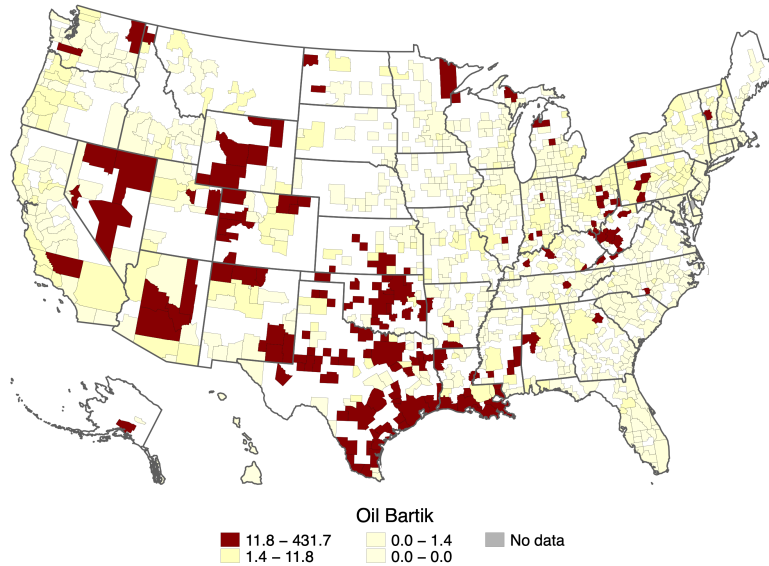 Oil Bartik
11.8 – 431.7
1.4 – 11.8
0.0 – 1.4
0.0 – 0.0
No data